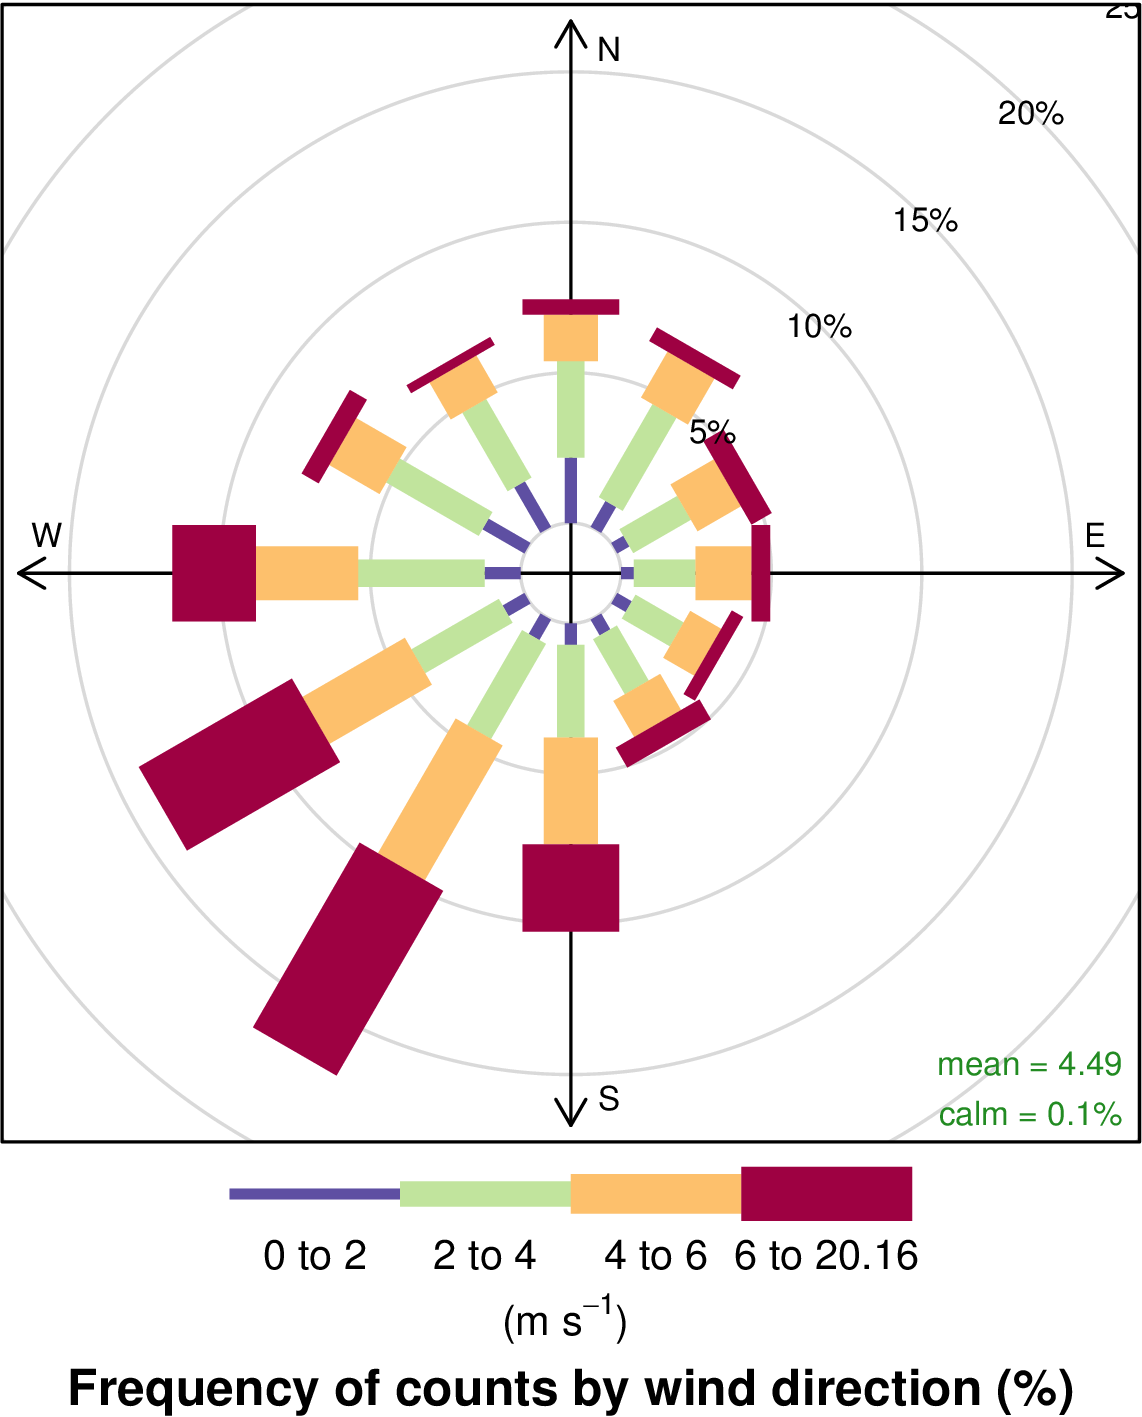 25
N
20%
15%
10%
5%
W
E
S
mean = 4.49
calm = 0.1%
0 to 2 2 to 4 4 to 6 6 to 20.16
(m s⁻¹)
Frequency of counts by wind direction (%)